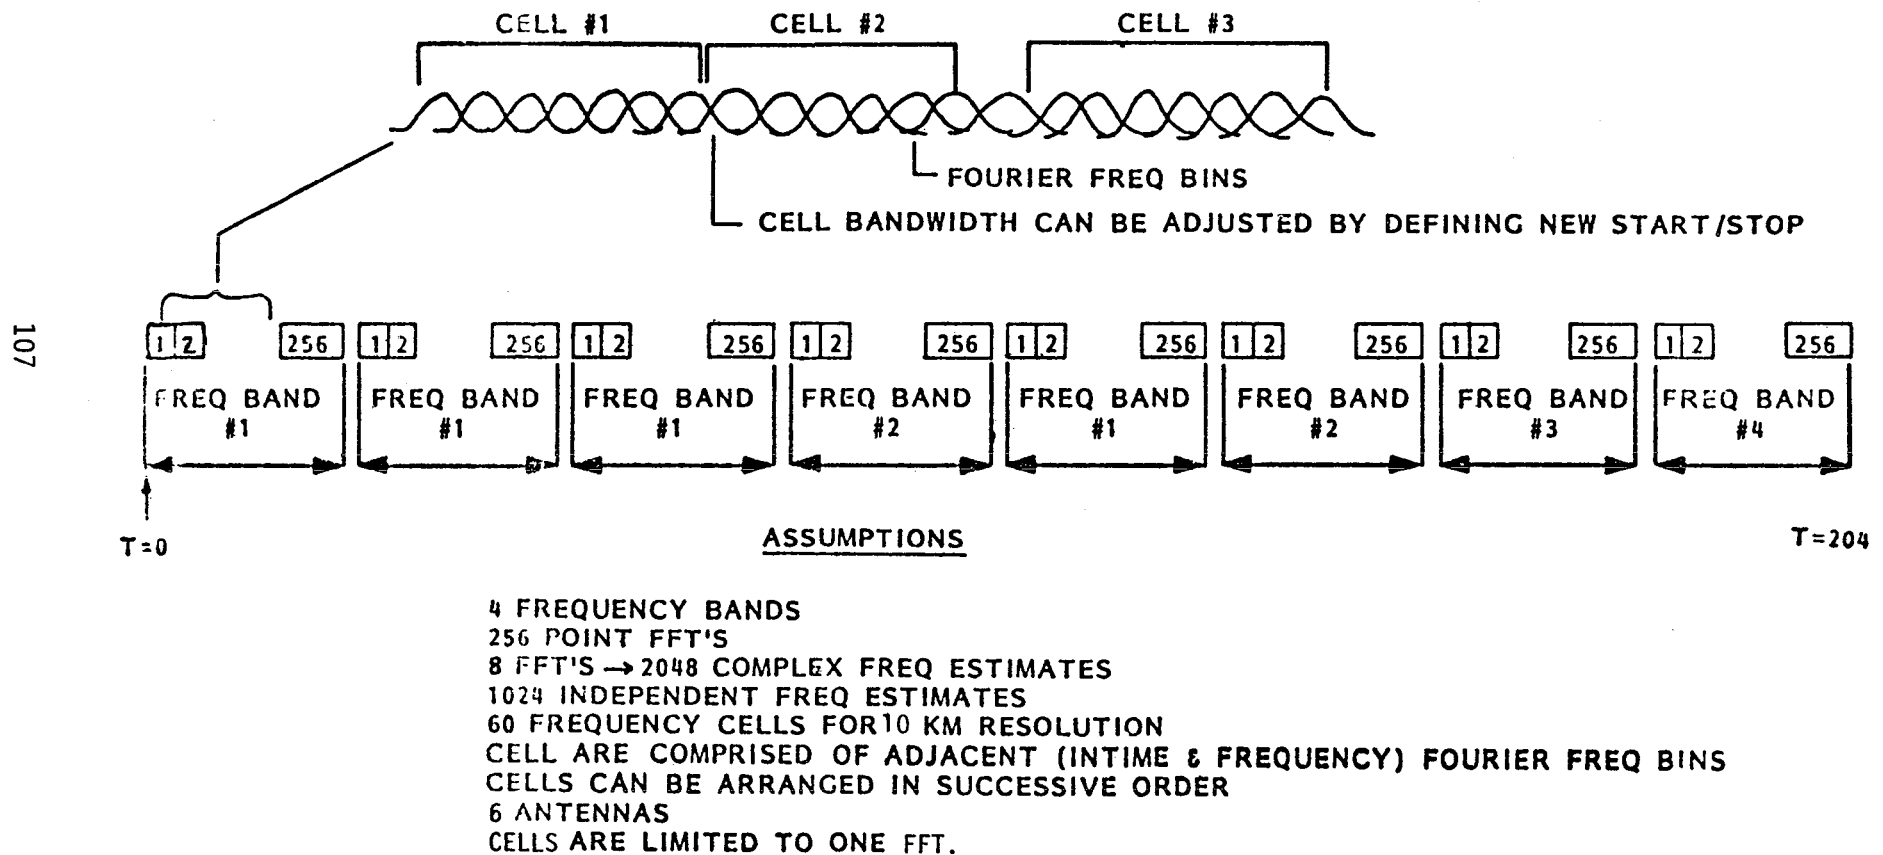 CELL #1 CELL #2 CELL #3
FOURIER FREQ BINS
CELL BANDWIDTH CAN BE ADJUSTED BY DEFINING NEW START/STOP
107
1 2 256 1 2 256 1 2 256 1 2 256 1 2 256 1 2 256 1 2 256 1 2 256
FREQ BAND FREQ BAND FREQ BAND FREQ BAND FREQ BAND FREQ BAND FREQ BAND FREQ BAND
#1 #1 #1 #2 #1 #2 #3 #4
T=0 T=204
ASSUMPTIONS
4 FREQUENCY BANDS
256 POINT FFT'S
8 FFT'S → 2048 COMPLEX FREQ ESTIMATES
1024 INDEPENDENT FREQ ESTIMATES
60 FREQUENCY CELLS FOR 10 KM RESOLUTION
CELL ARE COMPRISED OF ADJACENT (INTIME & FREQUENCY) FOURIER FREQ BINS
CELLS CAN BE ARRANGED IN SUCCESSIVE ORDER
6 ANTENNAS
CELLS ARE LIMITED TO ONE FFT.